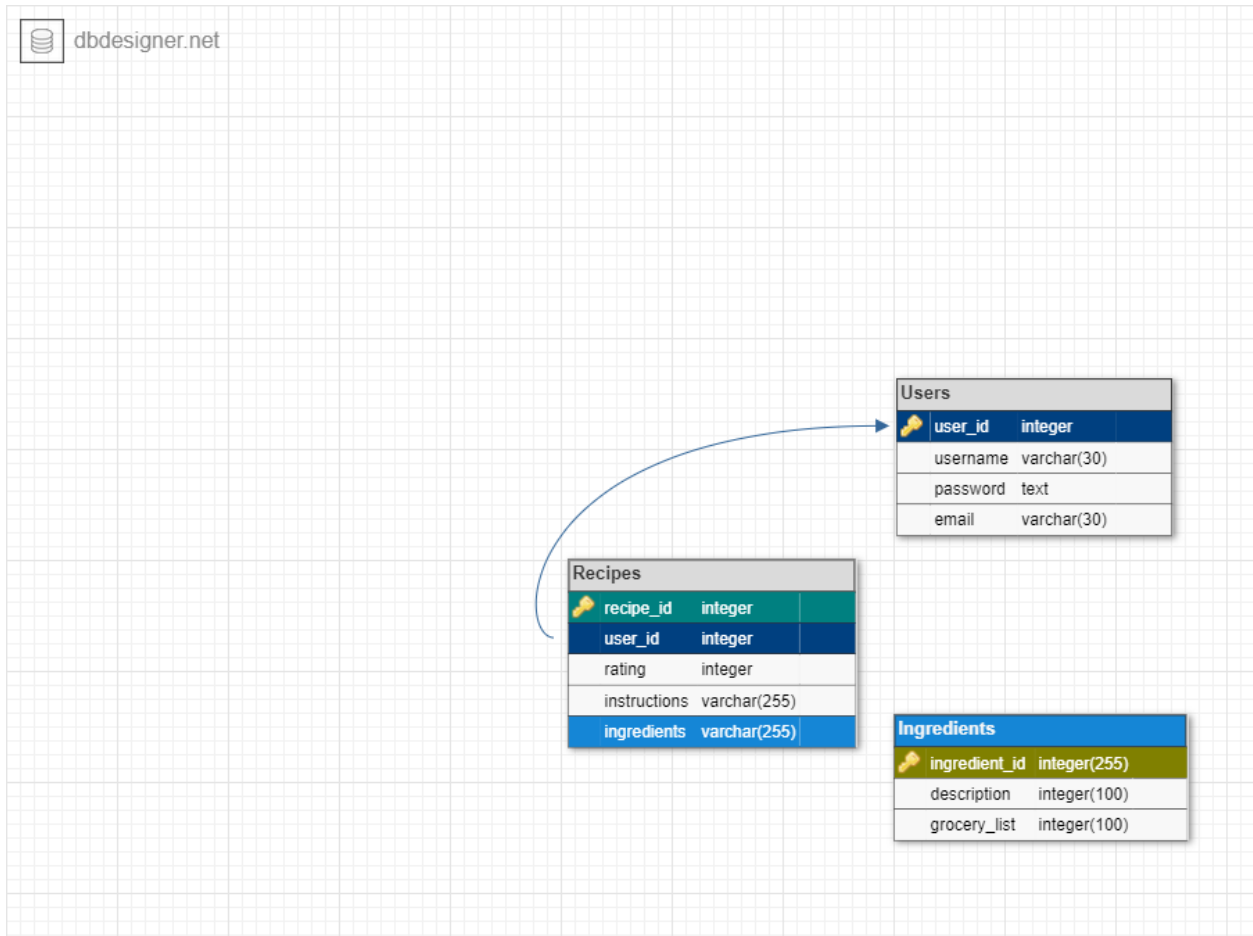 dbdesigner.net
Users
user_id integer
username varchar(30)
password text
email varchar(30)
Recipes
recipe_id integer
user_id integer
rating integer
instructions varchar(255)
ingredients varchar(255)
Ingredients
ingredient_id integer(255)
description integer(100)
grocery_list integer(100)